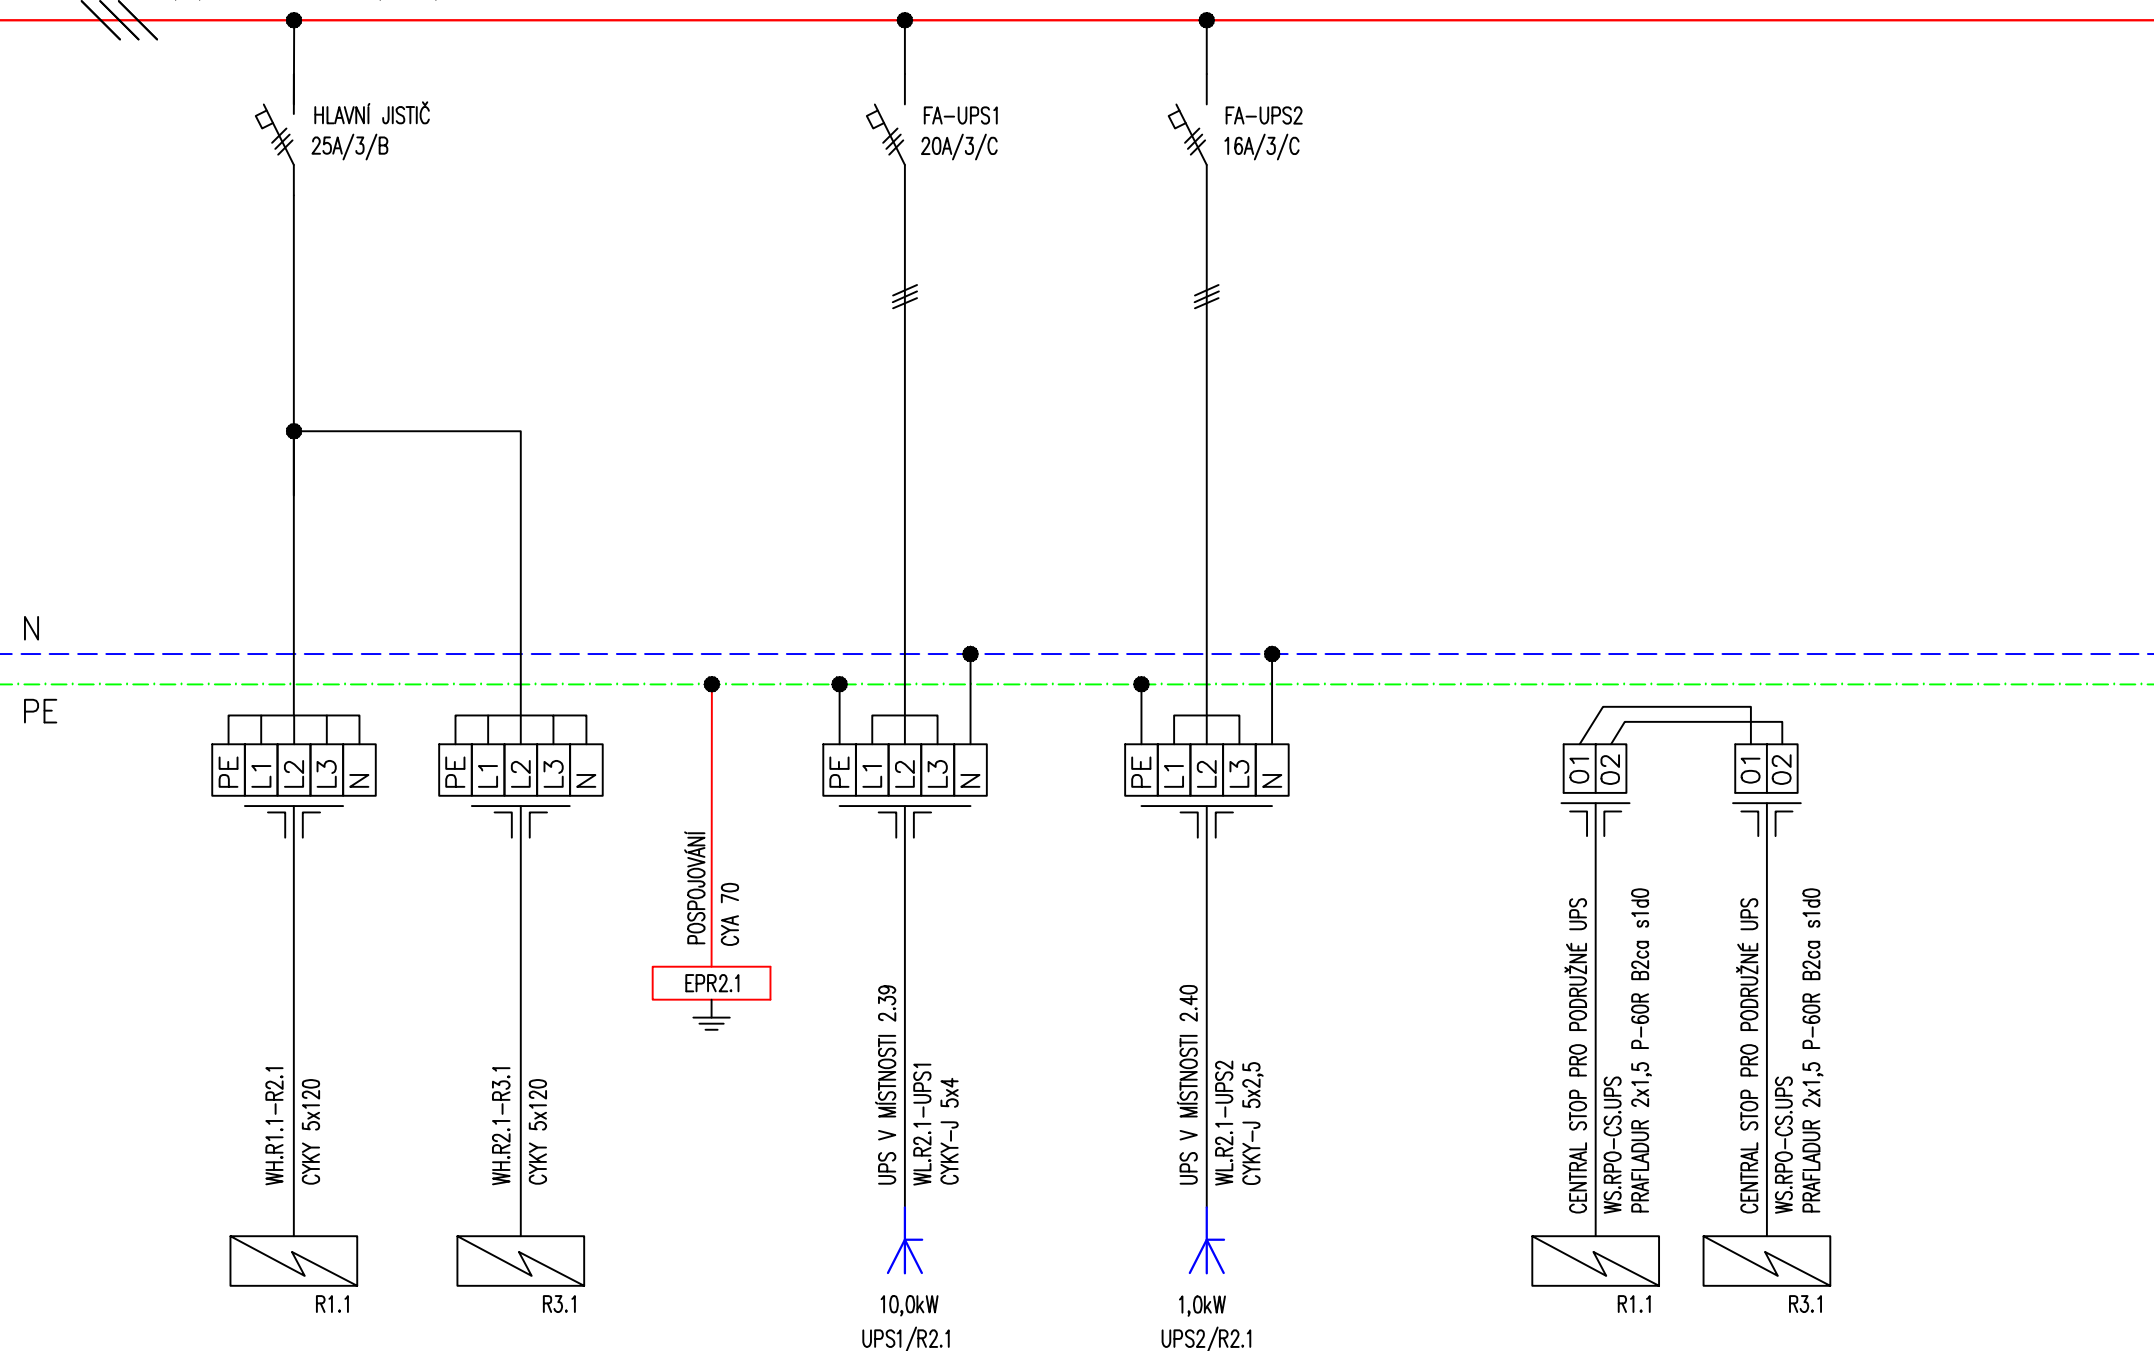 HLAVNÍ JISTIČ
25A/3/B
FA-UPS1
20A/3/C
FA-UPS2
16A/3/C
N
PE
PE L1 L2 L3 N
PE L1 L2 L3 N
PE L1 L2 L3 N
PE L1 L2 L3 N
O1 O2
O1 O2
WH.R1.1-R2.1
CYKY 5x120
R1.1
WH.R2.1-R3.1
CYKY 5x120
R3.1
POSPOJOVÁNÍ
CYA 70
EPR2.1
UPS V MÍSTNOSTI 2.39
WL.R2.1-UPS1
CYKY-J 5x4
10,0kW
UPS1/R2.1
UPS V MÍSTNOSTI 2.40
WL.R2.1-UPS2
CYKY-J 5x2,5
1,0kW
UPS2/R2.1
CENTRAL STOP PRO PODRUŽNÉ UPS
WS.RPO-CS.UPS
PRAFLADUR 2x1,5 P-60R B2ca s1d0
R1.1
CENTRAL STOP PRO PODRUŽNÉ UPS
WS.RPO-CS.UPS
PRAFLADUR 2x1,5 P-60R B2ca s1d0
R3.1